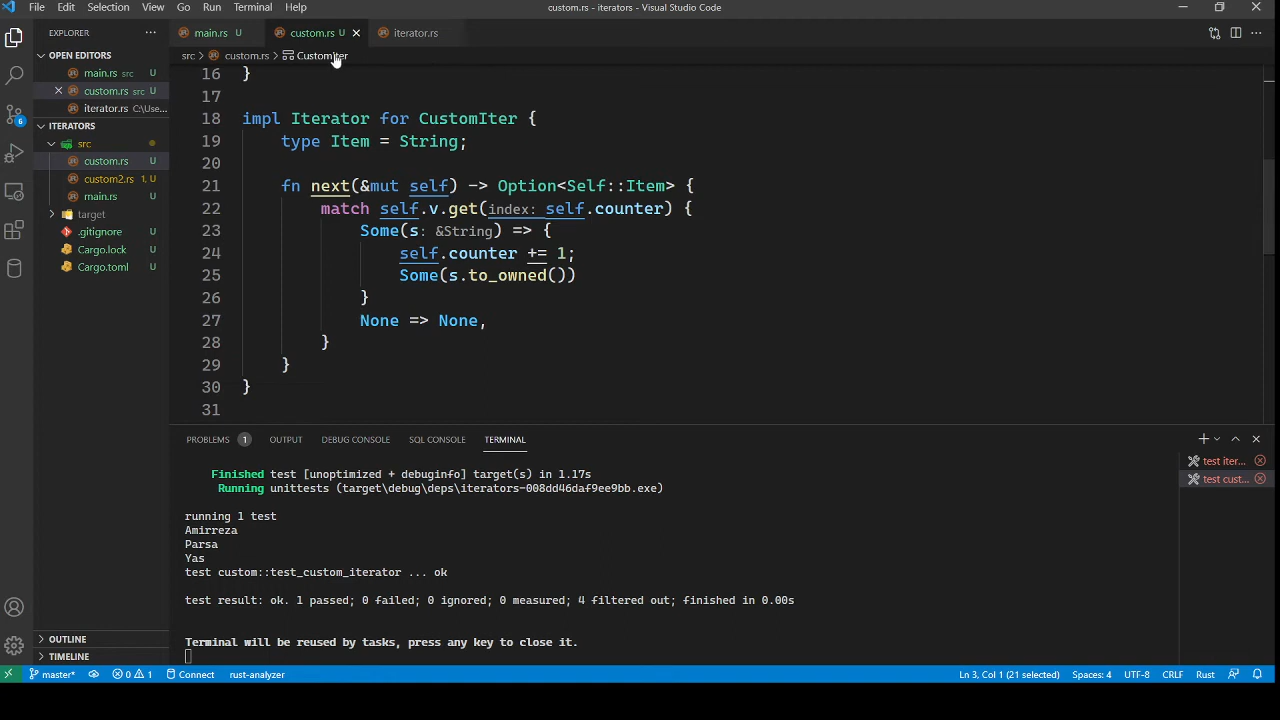 File Edit Selection View Go Run Terminal Help
custom.rs - iterators - Visual Studio Code
EXPLORER
main.rs U
custom.rs U
iterator.rs
OPEN EDITORS
src > custom.rs > CustomIter
main.rs src U
custom.rs src U
iterator.rs C:\Use...
ITERATORS
src
custom.rs U
custom2.rs 1, U
main.rs U
target
.gitignore U
Cargo.lock U
Cargo.toml U
OUTLINE
TIMELINE
6
16 }
17
18 impl Iterator for CustomIter {
19 type Item = String;
20
21 fn next(&mut self) -> Option<Self::Item> {
22 match self.v.get(index: self.counter) {
23 Some(s: &String) => {
24 self.counter += 1;
25 Some(s.to_owned())
26 }
27 None => None,
28 }
29 }
30 }
31
PROBLEMS 1 OUTPUT DEBUG CONSOLE SQL CONSOLE TERMINAL
Finished test [unoptimized + debuginfo] target(s) in 1.17s
Running unittests (target\debug\deps\iterators-008dd46daf9ee9bb.exe)
running 1 test
Amirreza
Parsa
Yas
test custom::test_custom_iterator ... ok
test result: ok. 1 passed; 0 failed; 0 ignored; 0 measured; 4 filtered out; finished in 0.00s
Terminal will be reused by tasks, press any key to close it.
test iter...
test cust...
master* 0 1 Connect rust-analyzer
Ln 3, Col 1 (21 selected) Spaces: 4 UTF-8 CRLF Rust